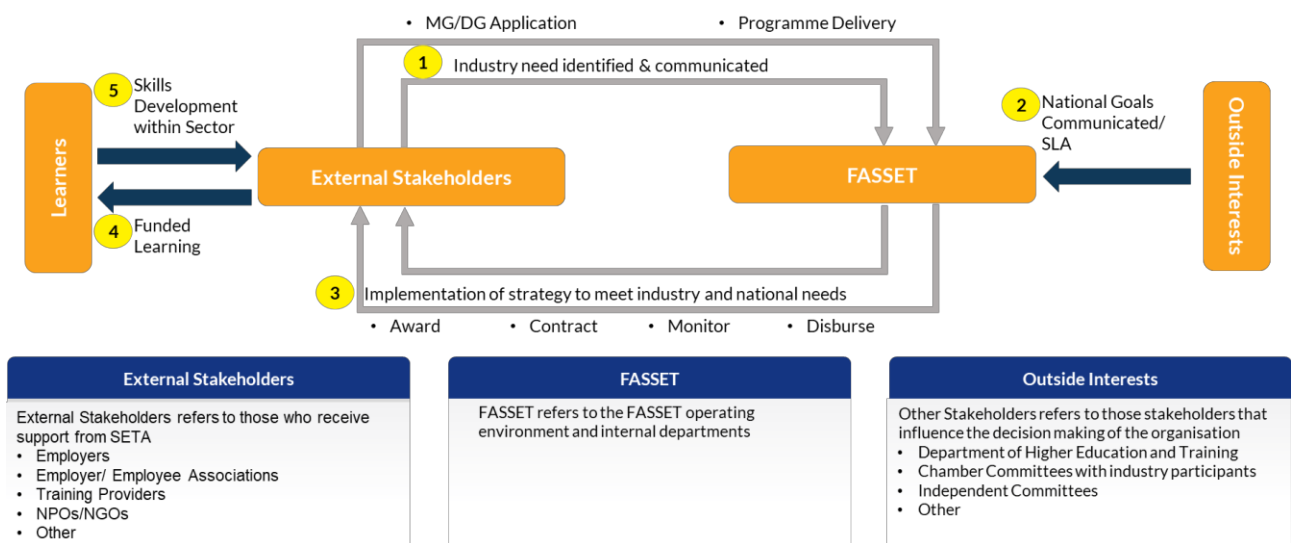 • MG/DG Application
• Programme Delivery
1
Industry need identified & communicated
5
Skills
Development
within Sector
2
National Goals
Communicated/
SLA
Learners
External Stakeholders
FASSET
Outside Interests
4
Funded
Learning
3
Implementation of strategy to meet industry and national needs
• Award
• Contract
• Monitor
• Disburse
External Stakeholders
External Stakeholders refers to those who receive
support from SETA
• Employers
• Employer/ Employee Associations
• Training Providers
• NPOs/NGOs
• Other
FASSET
FASSET refers to the FASSET operating
environment and internal departments
Outside Interests
Other Stakeholders refers to those stakeholders that
influence the decision making of the organisation
• Department of Higher Education and Training
• Chamber Committees with industry participants
• Independent Committees
• Other